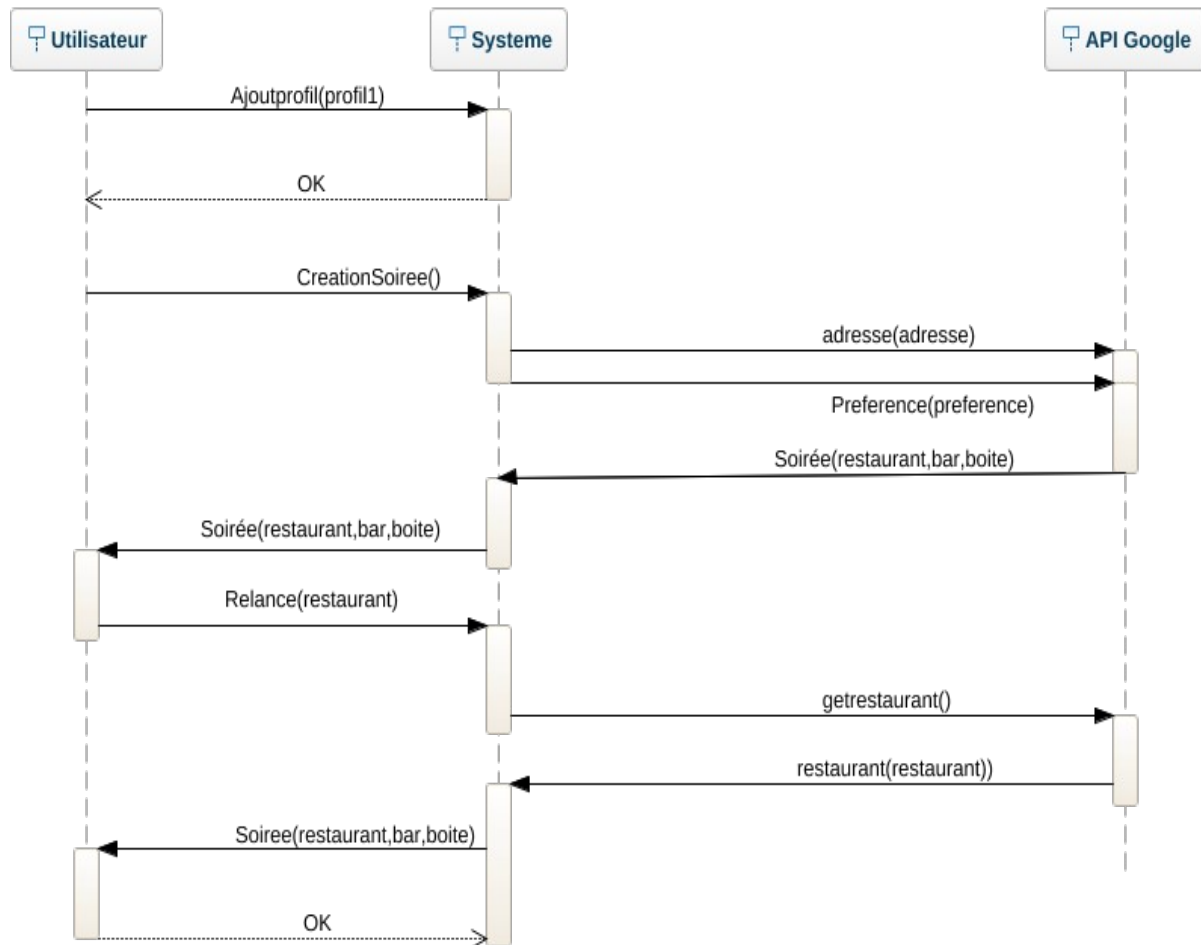 Utilisateur
Systeme
API Google
Ajoutprofil(profil1)
OK
CreationSoiree()
adresse(adresse)
Preference(preference)
Soirée(restaurant,bar,boite)
Soirée(restaurant,bar,boite)
Relance(restaurant)
getrestaurant()
restaurant(restaurant))
Soiree(restaurant,bar,boite)
OK